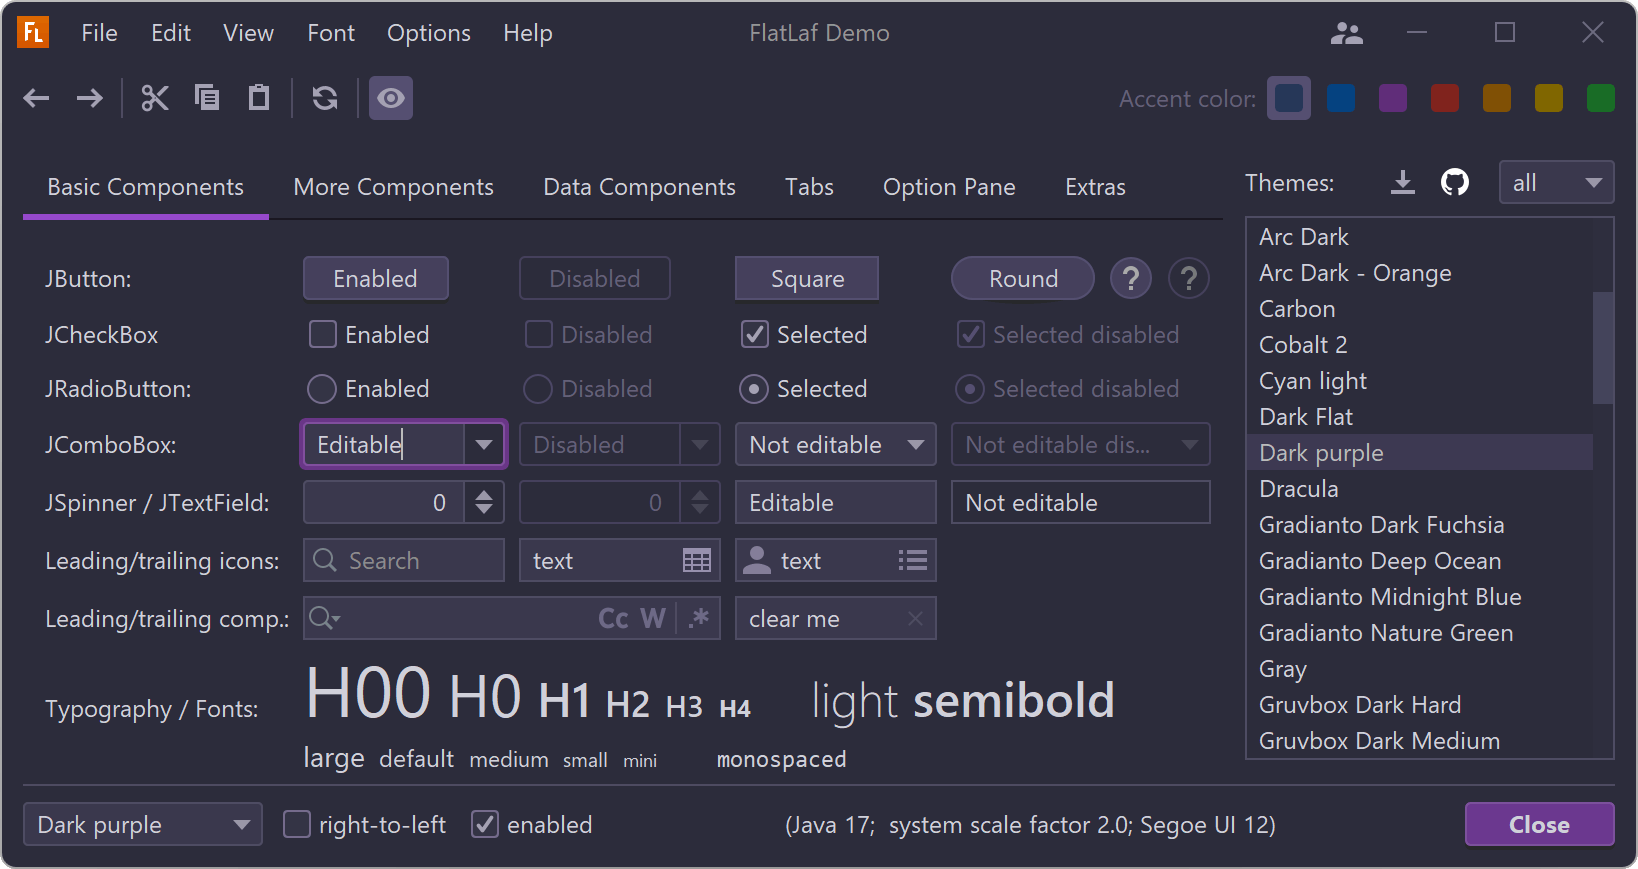 FL File Edit View Font Options Help FlatLaf Demo
Accent color:
Basic Components More Components Data Components Tabs Option Pane Extras
Themes: all
JButton: Enabled Disabled Square Round ? ?
JCheckBox Enabled Disabled Selected Selected disabled
JRadioButton: Enabled Disabled Selected Selected disabled
JComboBox: Editable Disabled Not editable Not editable dis...
JSpinner / JTextField: 0 0 Editable Not editable
Leading/trailing icons: Search text text
Leading/trailing comp.: Cc W .* clear me
Typography / Fonts: H00 H0 H1 H2 H3 H4 light semibold
large default medium small mini monospaced
Arc Dark
Arc Dark - Orange
Carbon
Cobalt 2
Cyan light
Dark Flat
Dark purple
Dracula
Gradianto Dark Fuchsia
Gradianto Deep Ocean
Gradianto Midnight Blue
Gradianto Nature Green
Gray
Gruvbox Dark Hard
Gruvbox Dark Medium
Dark purple right-to-left enabled (Java 17;  system scale factor 2.0; Segoe UI 12) Close